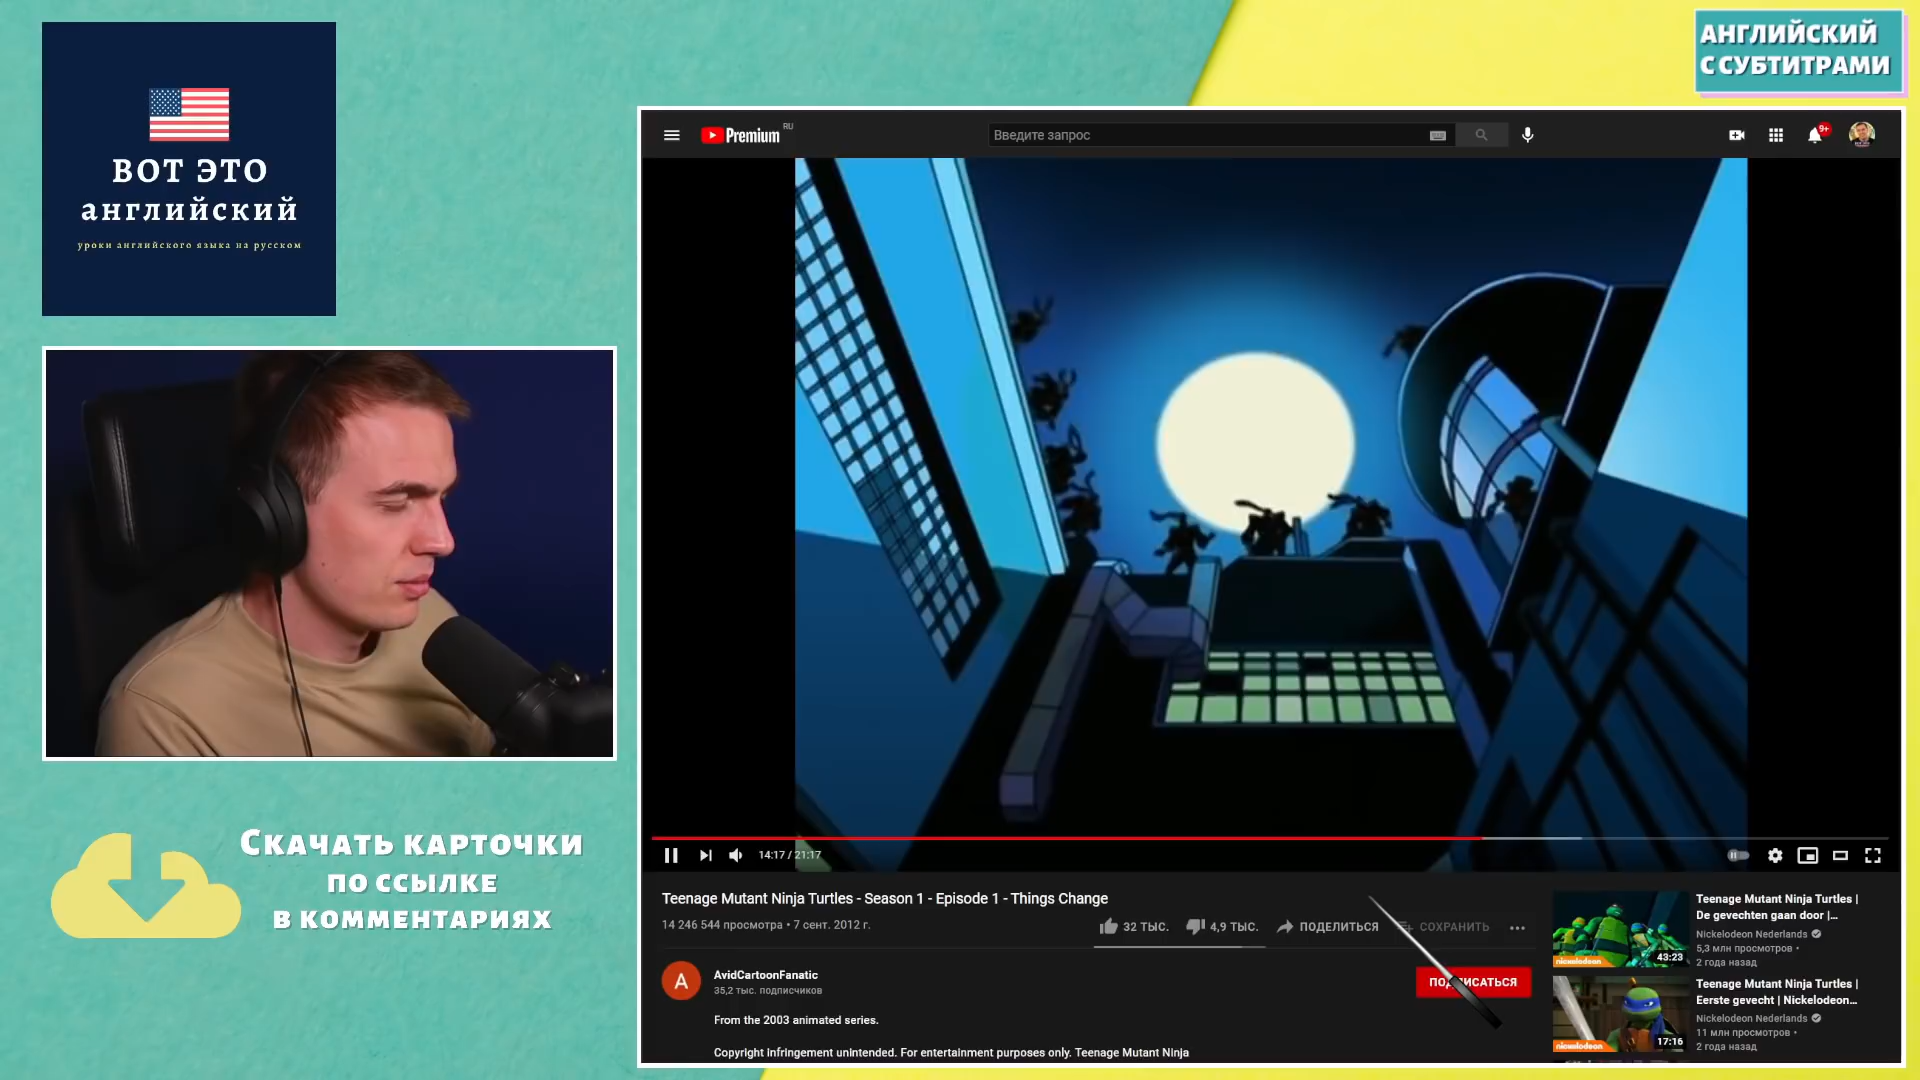 ВОТ ЭТО
английский
уроки английского языка на русском
АНГЛИЙСКИЙ
С СУБТИТРАМИ
Premium RU
Введите запрос
9+
14:17 / 21:17
Teenage Mutant Ninja Turtles - Season 1 - Episode 1 - Things Change
14 246 544 просмотра • 7 сент. 2012 г.
32 ТЫС.
4,9 ТЫС.
ПОДЕЛИТЬСЯ
СОХРАНИТЬ
A
AvidCartoonFanatic
35,2 тыс. подписчиков
ПОДПИСАТЬСЯ
From the 2003 animated series.
Copyright infringement unintended. For entertainment purposes only. Teenage Mutant Ninja
nickelodeon
43:23
Teenage Mutant Ninja Turtles |
De gevechten gaan door |...
Nickelodeon Nederlands
5,3 млн просмотров •
2 года назад
nickelodeon
17:16
Teenage Mutant Ninja Turtles |
Eerste gevecht | Nickelodeon...
Nickelodeon Nederlands
11 млн просмотров •
2 года назад
Скачать карточки
по ссылке
в комментариях